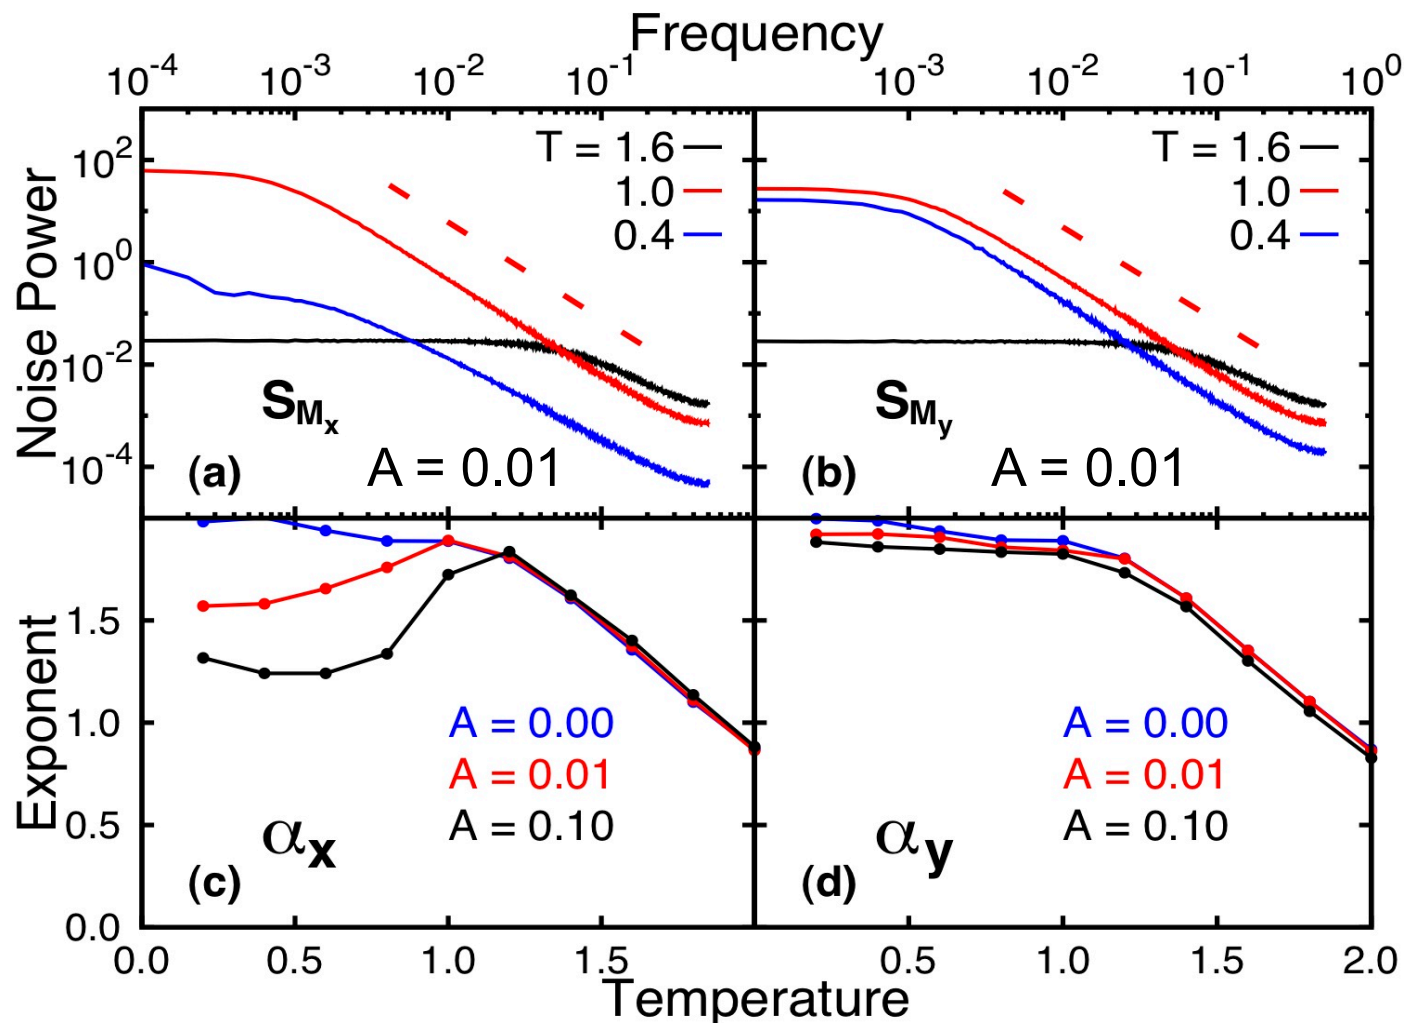 Frequency
10-4 10-3 10-2 10-1 10-3 10-2 10-1 100
Noise Power
102
100
10-2
10-4
T = 1.6
1.0
0.4
SMx
(a) A = 0.01
T = 1.6
1.0
0.4
SMy
(b) A = 0.01
Exponent
1.5
1.0
0.5
0.0
A = 0.00
A = 0.01
A = 0.10
αx
(c)
A = 0.00
A = 0.01
A = 0.10
αy
(d)
0.0 0.5 1.0 1.5 0.5 1.0 1.5 2.0
Temperature